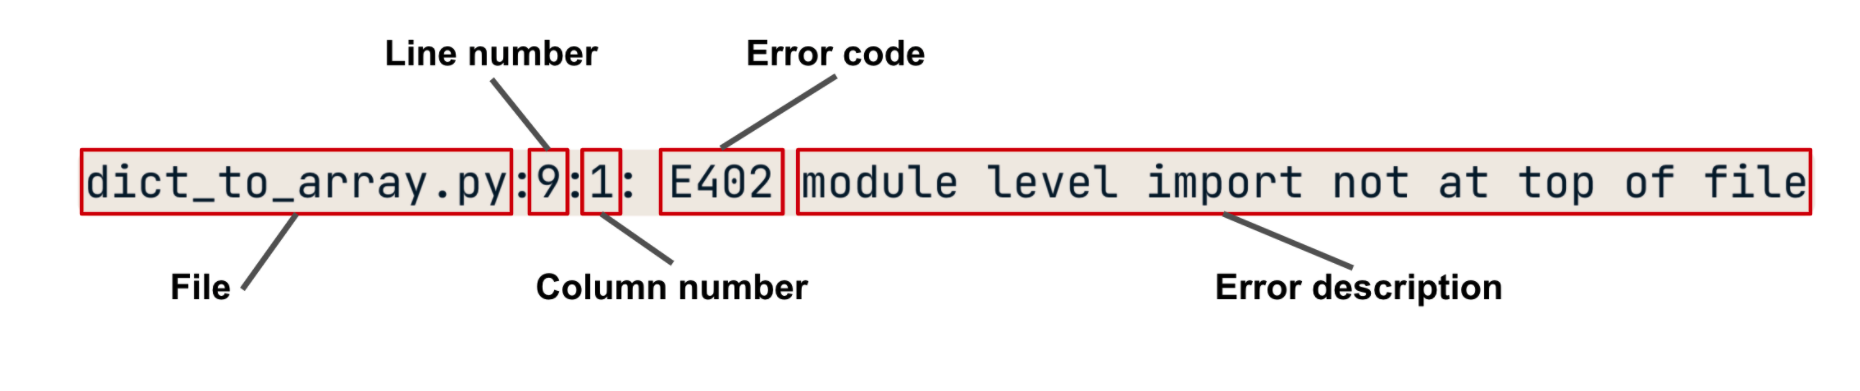 Line number Error code
dict_to_array.py:9:1: E402 module level import not at top of file
File Column number Error description